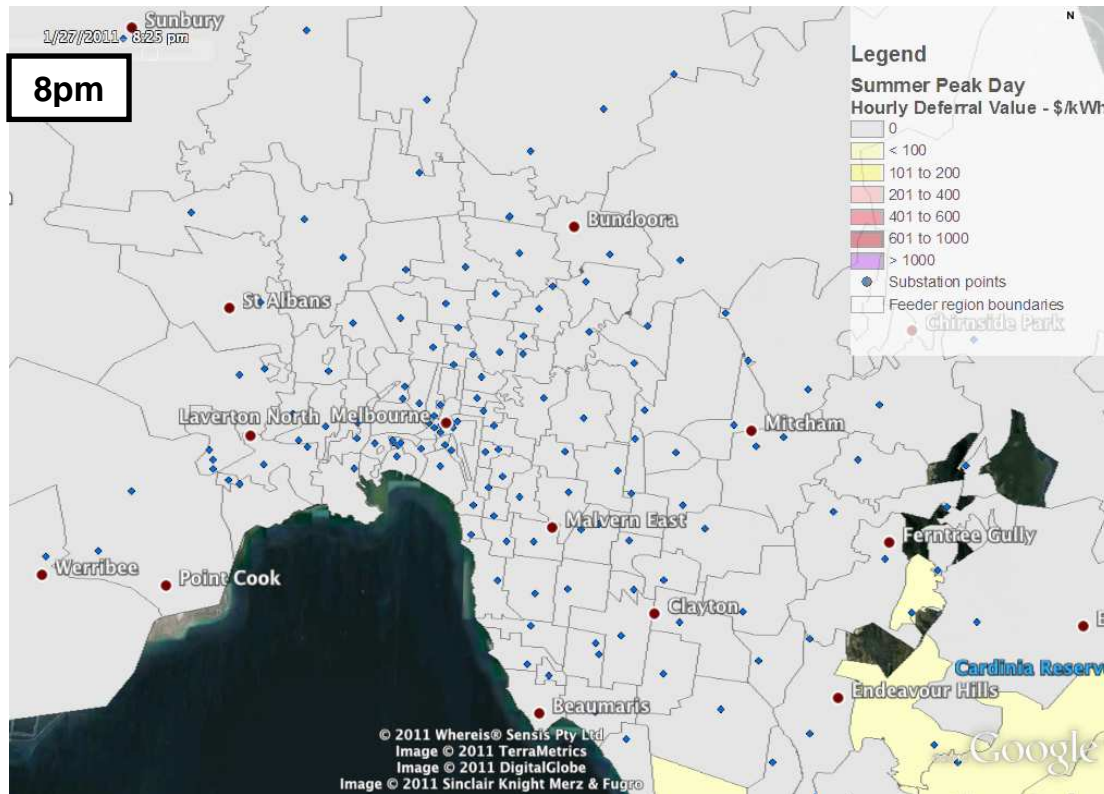 Sunbury
1/27/2011 8:25 pm
8pm
N
Legend
Summer Peak Day
Hourly Deferral Value - $/kWh
0
< 100
101 to 200
201 to 400
401 to 600
601 to 1000
> 1000
Substation points
Feeder region boundaries
Bundoora
St Albans
Chirnside Park
Laverton North
Melbourne
Mitcham
Malvern East
Ferntree Gully
Werribee
Point Cook
Clayton
E
Cardinia Reserv
Endeavour Hills
Beaumaris
© 2011 Whereis® Sensis Pty Ltd
Image © 2011 TerraMetrics
Image © 2011 DigitalGlobe
Image © 2011 Sinclair Knight Merz & Fugro
Google